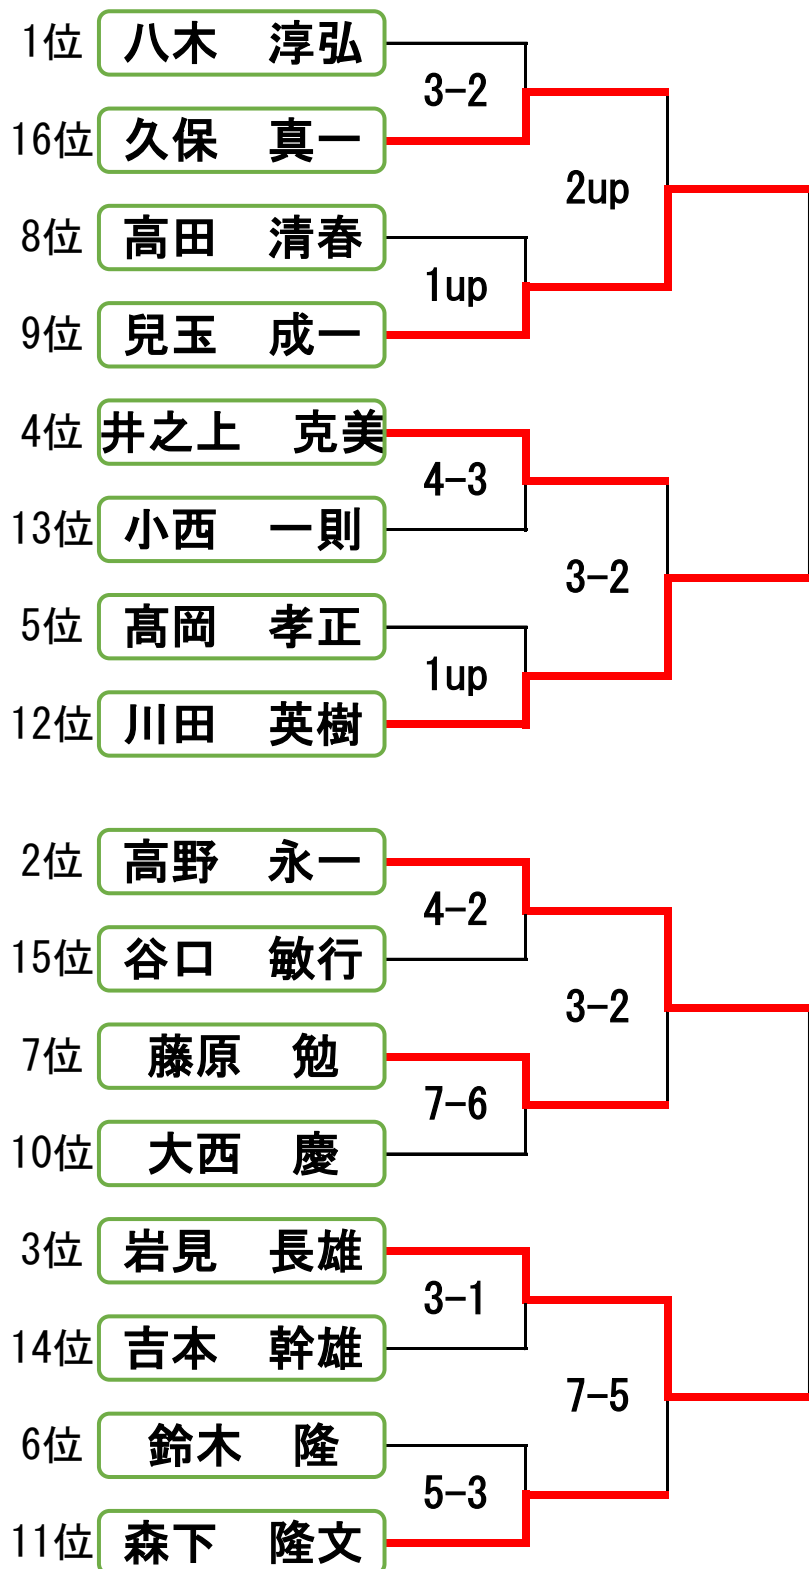 1位 八木 淳弘
3-2
16位 久保 真一
2up
8位 高田 清春
1up
9位 兒玉 成一
4位 井之上 克美
4-3
13位 小西 一則
3-2
5位 髙岡 孝正
1up
12位 川田 英樹
2位 高野 永一
4-2
15位 谷口 敏行
3-2
7位 藤原 勉
7-6
10位 大西 慶
3位 岩見 長雄
3-1
14位 吉本 幹雄
7-5
6位 鈴木 隆
5-3
11位 森下 隆文